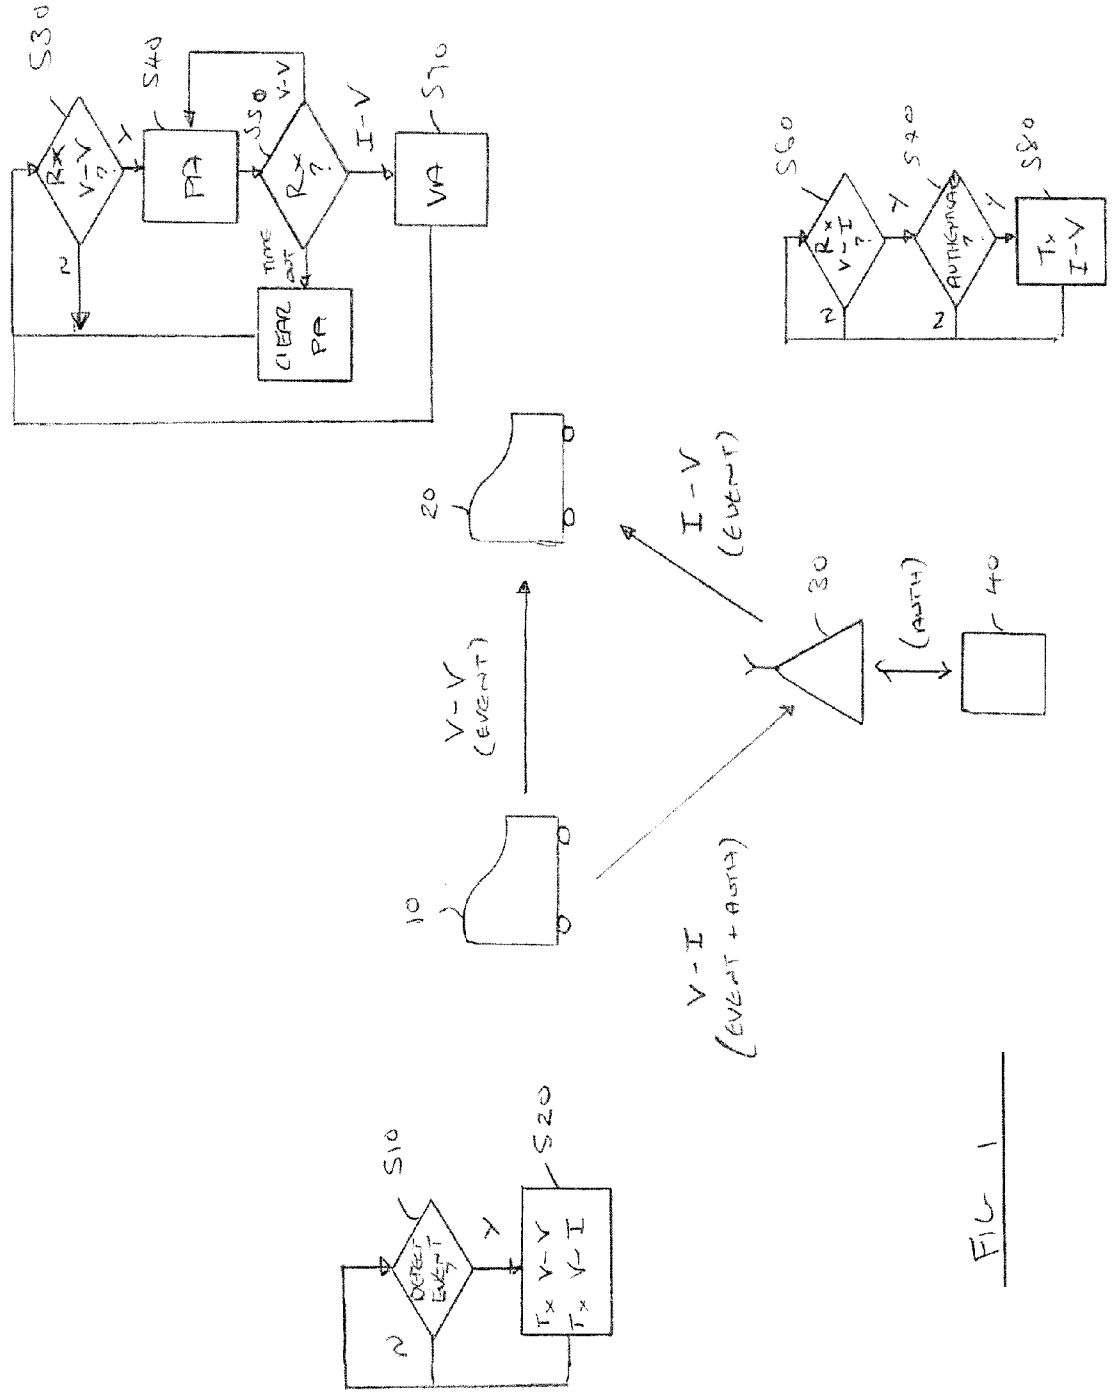 S10
DETECT
EVENT
?
N
Y
S20
Tx V-V
Tx V-I
10
V-V
(EVENT)
20
V-I
(EVENT + AUTH)
I-V
(EVENT)
30
(AUTH)
40
S30
Rx
V-V
?
N
Y
S40
PA
S50
Rx
?
V-V
TIME
OUT
CLEAR
PA
I-V
S70
VA
S60
Rx
V-I
?
N
Y
S70
AUTHENTICATE
?
N
Y
S80
Tx
I-V
FIG 1